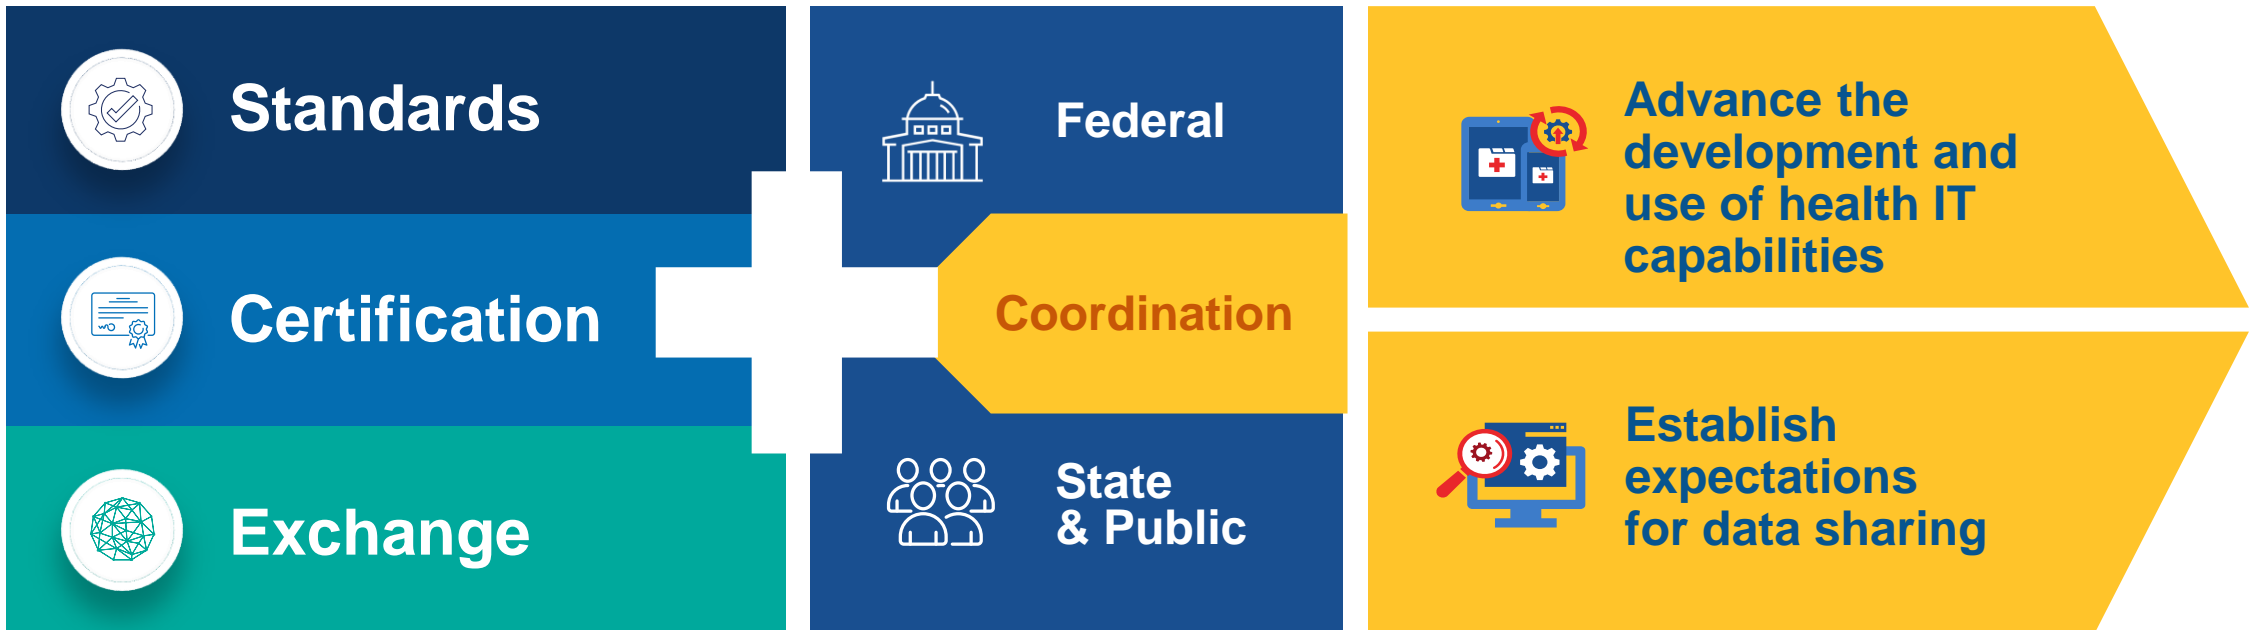 Standards
Certification
Exchange
Federal
Coordination
State
& Public
Advance the
development and
use of health IT
capabilities
Establish
expectations
for data sharing